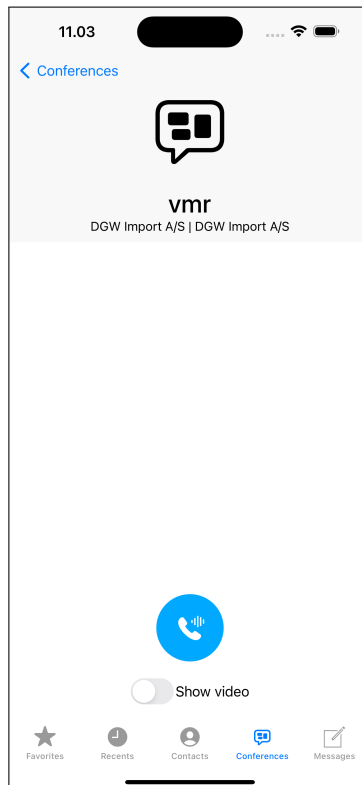 11.03
Conferences
vmr
DGW Import A/S | DGW Import A/S
Show video
Favorites
Recents
Contacts
Conferences
Messages